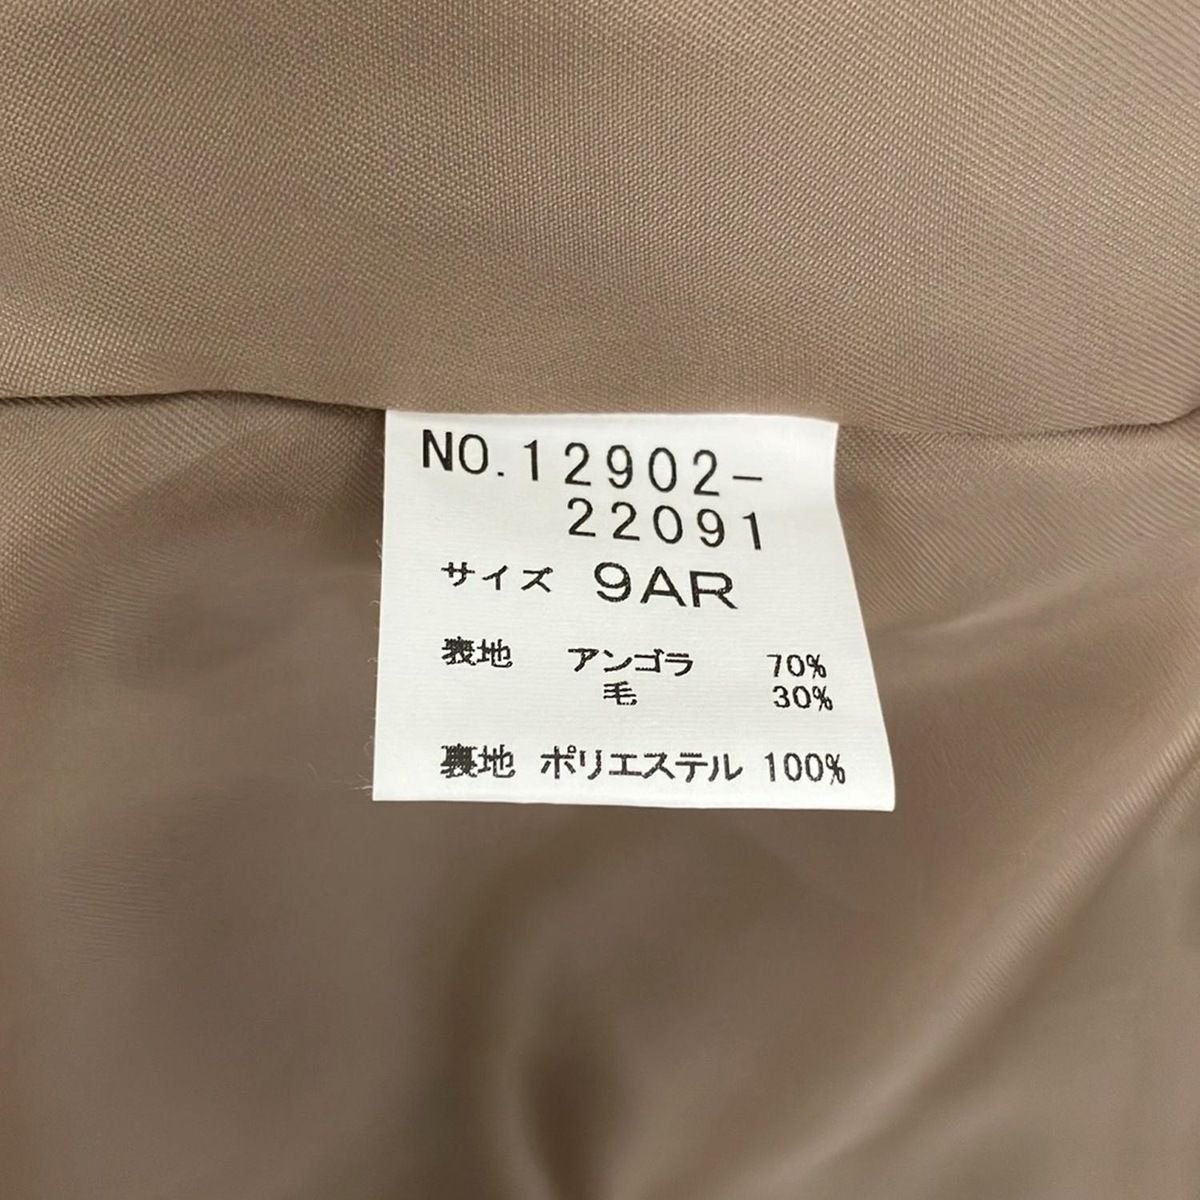 NO.12902-
22091
サイズ 9AR
表地 アンゴラ 70%
毛 30%
裏地 ポリエステル 100%